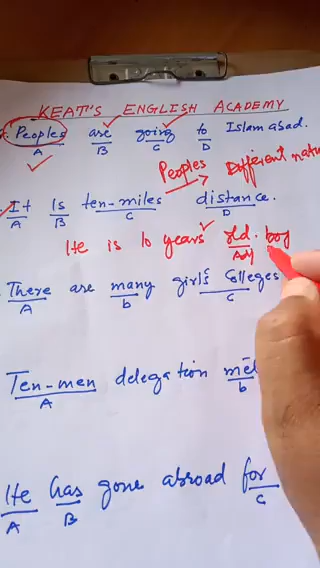 KEAT'S ENGLISH ACADEMY
Peoples are going to Islamabad.
A B C D
Peoples → Different natu
It Is ten-miles distance.
A B C D
He is 10 years old. boy
Adj
There are many girls Colleges
A b C
Ten-men delegation met
A b
He has gone abroad for
A B C